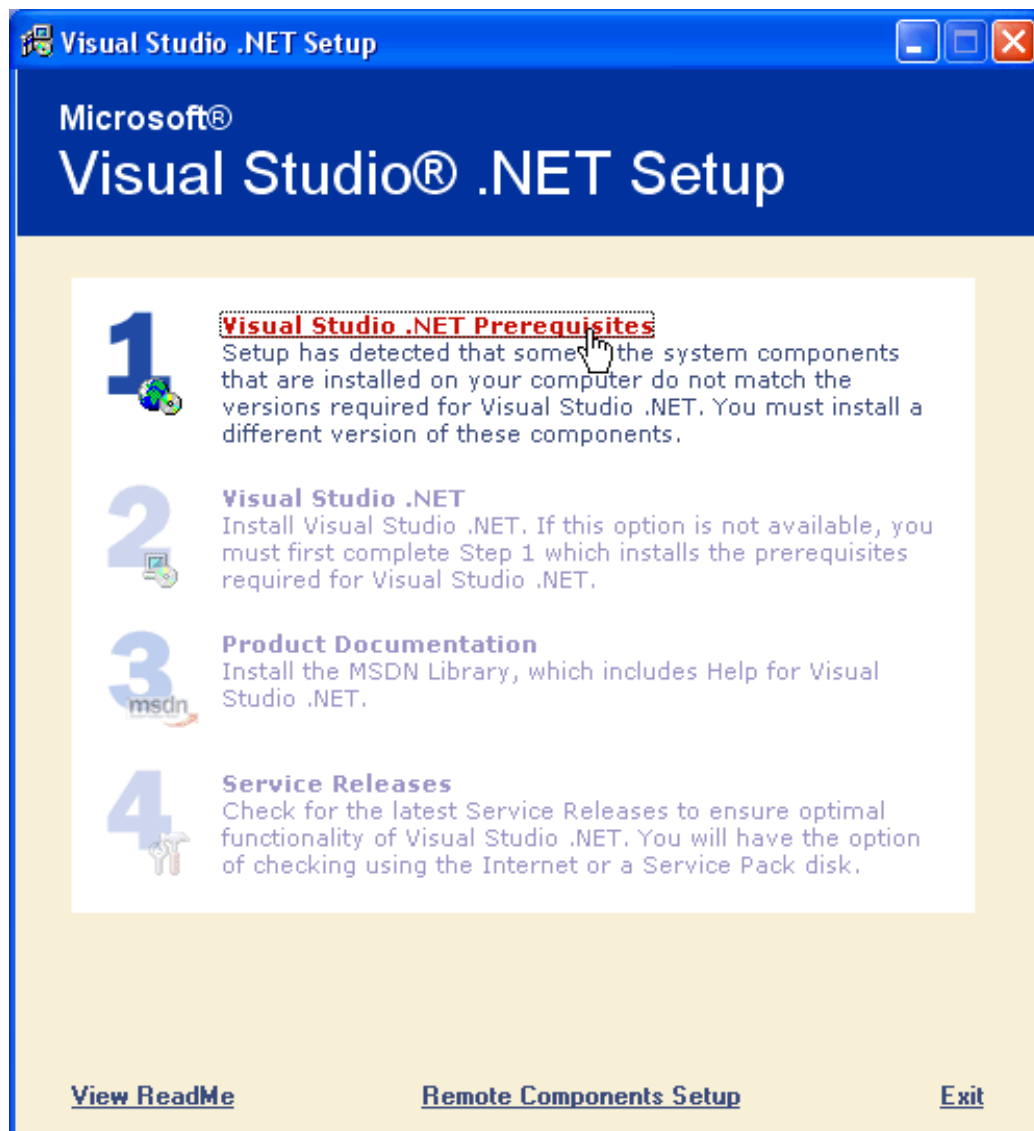 Visual Studio .NET Setup
Microsoft®
Visual Studio® .NET Setup
1
Visual Studio .NET Prerequisites
Setup has detected that some the system components
that are installed on your computer do not match the
versions required for Visual Studio .NET. You must install a
different version of these components.
2
Visual Studio .NET
Install Visual Studio .NET. If this option is not available, you
must first complete Step 1 which installs the prerequisites
required for Visual Studio .NET.
3
msdn
Product Documentation
Install the MSDN Library, which includes Help for Visual
Studio .NET.
4
Service Releases
Check for the latest Service Releases to ensure optimal
functionality of Visual Studio .NET. You will have the option
of checking using the Internet or a Service Pack disk.
View ReadMe
Remote Components Setup
Exit